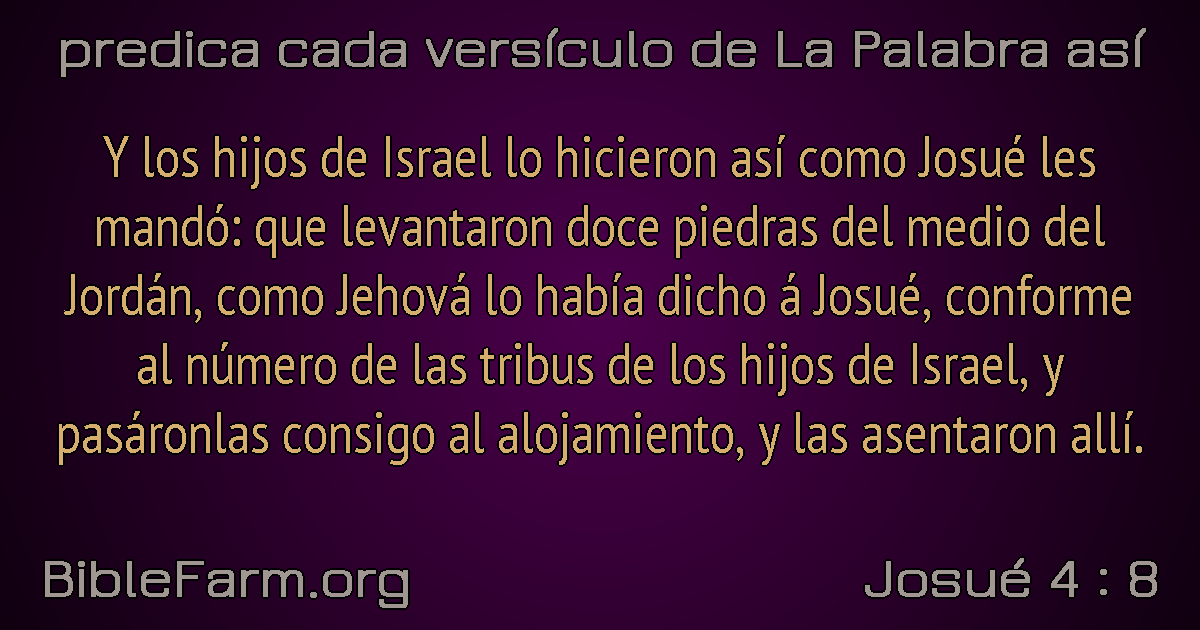 predica cada versículo de La Palabra así
Y los hijos de Israel lo hicieron así como Josué les
mandó: que levantaron doce piedras del medio del
Jordán, como Jehová lo había dicho á Josué, conforme
al número de las tribus de los hijos de Israel, y
pasáronlas consigo al alojamiento, y las asentaron allí.
BibleFarm.org
Josué 4 : 8